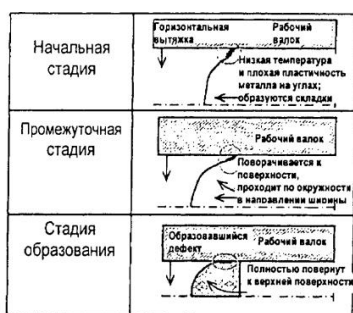 Начальная
стадия
Горизонтальная
вытяжка
Рабочий
валок
Низкая температура
и плохая пластичность
металла на углах;
образуются складки
Промежуточная
стадия
Рабочий валок
Поворачивается к
поверхности,
проходит по окружности
в направлении ширины
Стадия
образования
Образовавшийся
дефект
Рабочий валок
Полностью повернут
к верхней поверхности